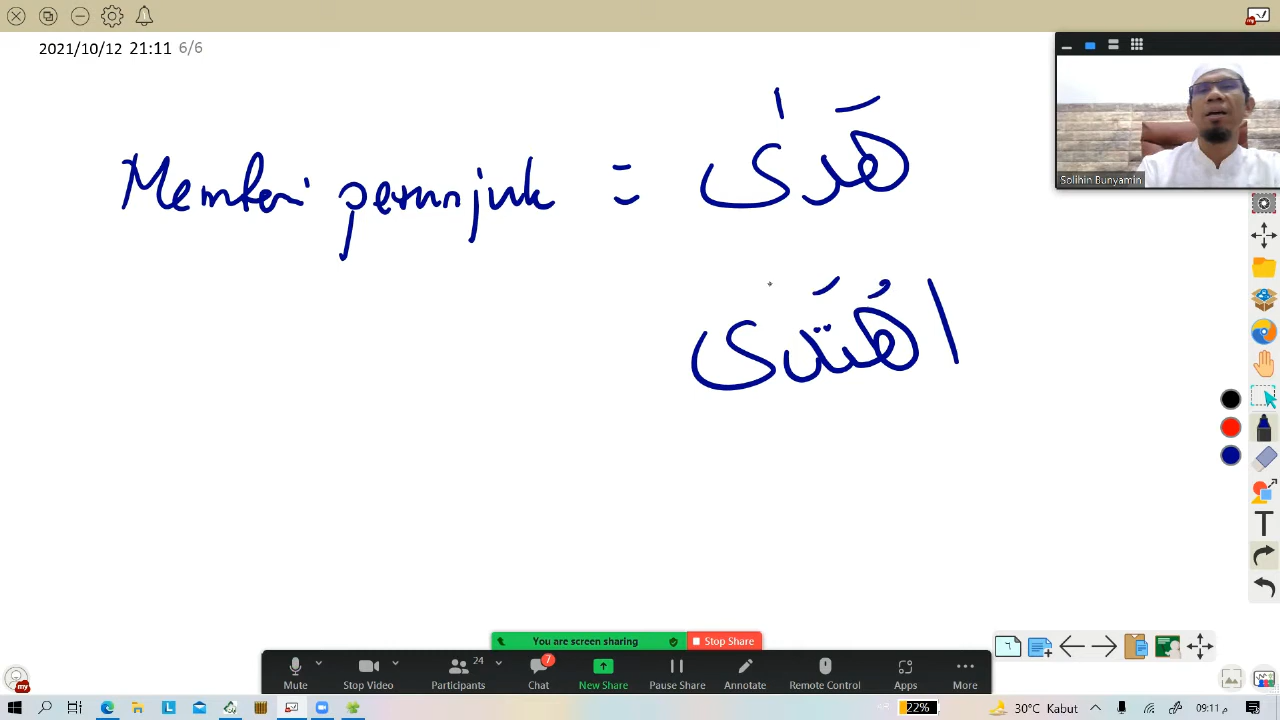 2021/10/12 21:11 6/6
Solihin Bunyamin
Memberi petunjuk = هَدٰى
اهُتَدى
You are screen sharing
Stop Share
Mute
Stop Video
24
Participants
7
Chat
New Share
Pause Share
Annotate
Remote Control
Apps
More
22%
30°C Kabut
09:11 م